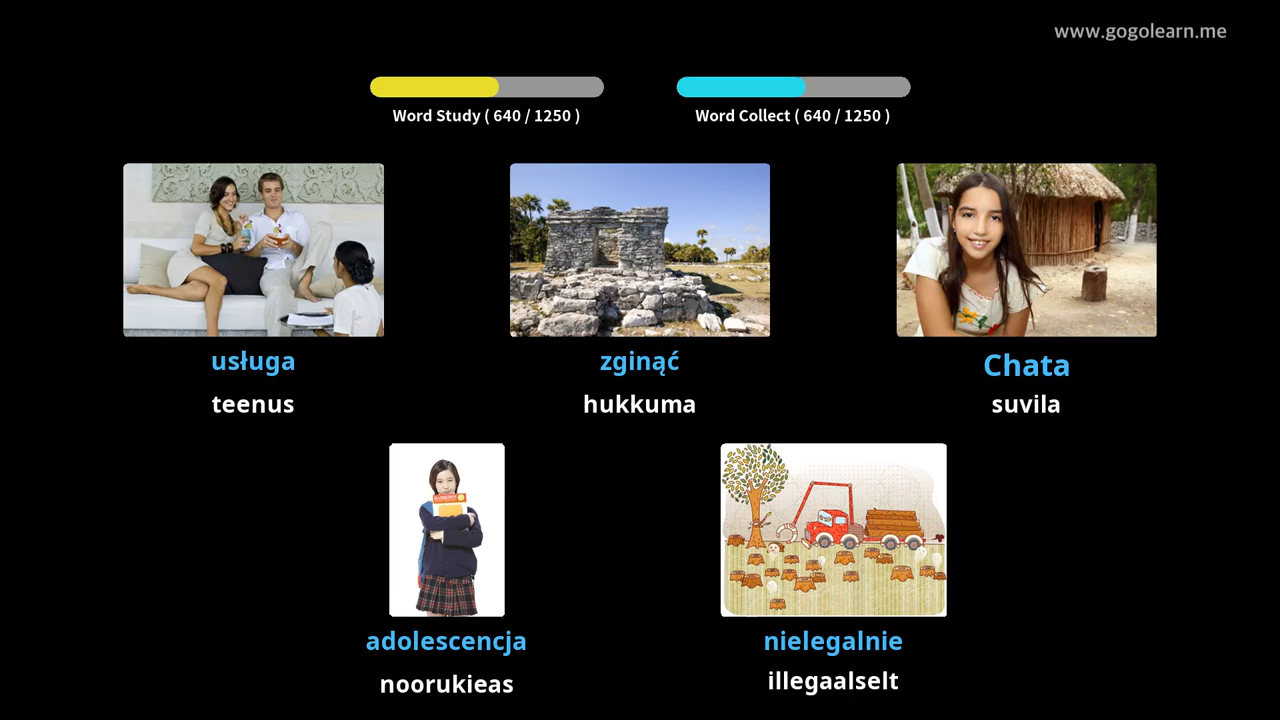 www.gogolearn.me
Word Study ( 640 / 1250 )
Word Collect ( 640 / 1250 )
usługa
zginąć
Chata
teenus
hukkuma
suvila
adolescencja
nielegalnie
noorukieas
illegaalselt